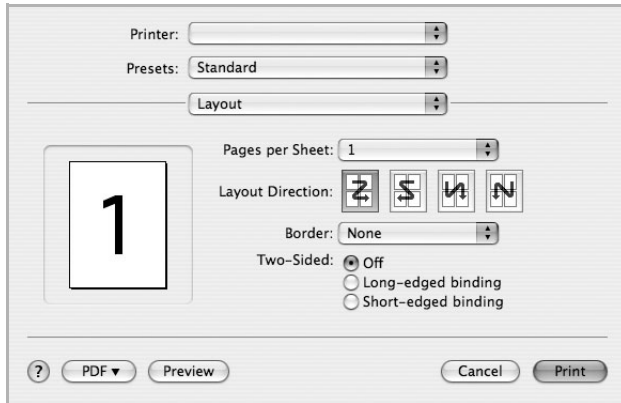 Printer:
Presets: Standard
Layout
Pages per Sheet: 1
Layout Direction:
1
Border: None
Two-Sided: Off
Long-edged binding
Short-edged binding
? PDF▼ Preview Cancel Print